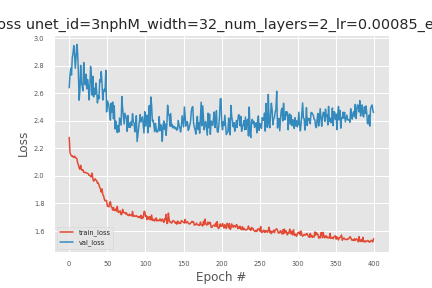 oss unet_id=3nphM_width=32_num_layers=2_lr=0.00085_e
3.0
2.8
2.6
2.4
2.2
2.0
1.8
1.6
Loss
train_loss
val_loss
0 50 100 150 200 250 300 350 400
Epoch #